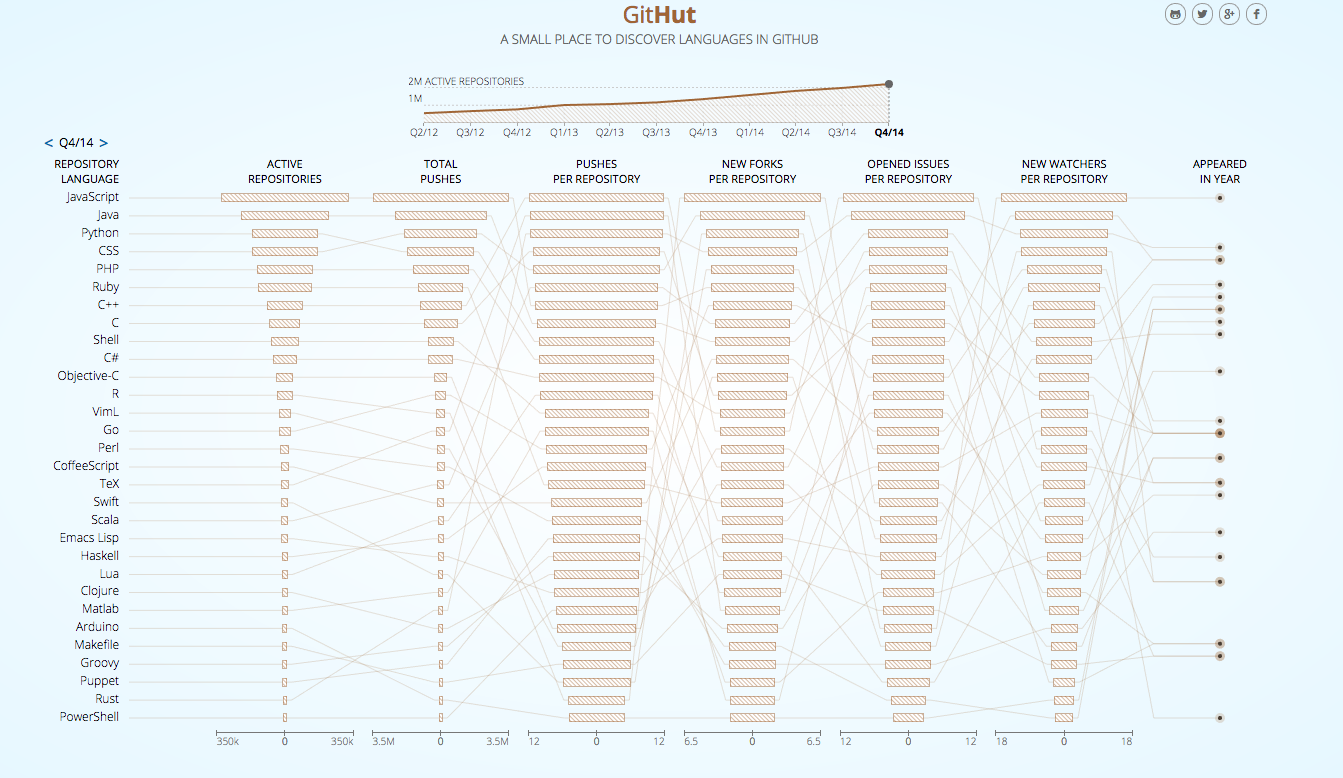 GitHut
A SMALL PLACE TO DISCOVER LANGUAGES IN GITHUB
2M ACTIVE REPOSITORIES
1M
Q2/12 Q3/12 Q4/12 Q1/13 Q2/13 Q3/13 Q4/13 Q1/14 Q2/14 Q3/14 Q4/14
< Q4/14 >
REPOSITORY ACTIVE TOTAL PUSHES NEW FORKS OPENED ISSUES NEW WATCHERS APPEARED
LANGUAGE REPOSITORIES PUSHES PER REPOSITORY PER REPOSITORY PER REPOSITORY PER REPOSITORY IN YEAR
JavaScript
Java
Python
CSS
PHP
Ruby
C++
C
Shell
C#
Objective-C
R
VimL
Go
Perl
CoffeeScript
TeX
Swift
Scala
Emacs Lisp
Haskell
Lua
Clojure
Matlab
Arduino
Makefile
Groovy
Puppet
Rust
PowerShell
350k 0 350k 3.5M 0 3.5M 12 0 12 6.5 0 6.5 12 0 12 18 0 18